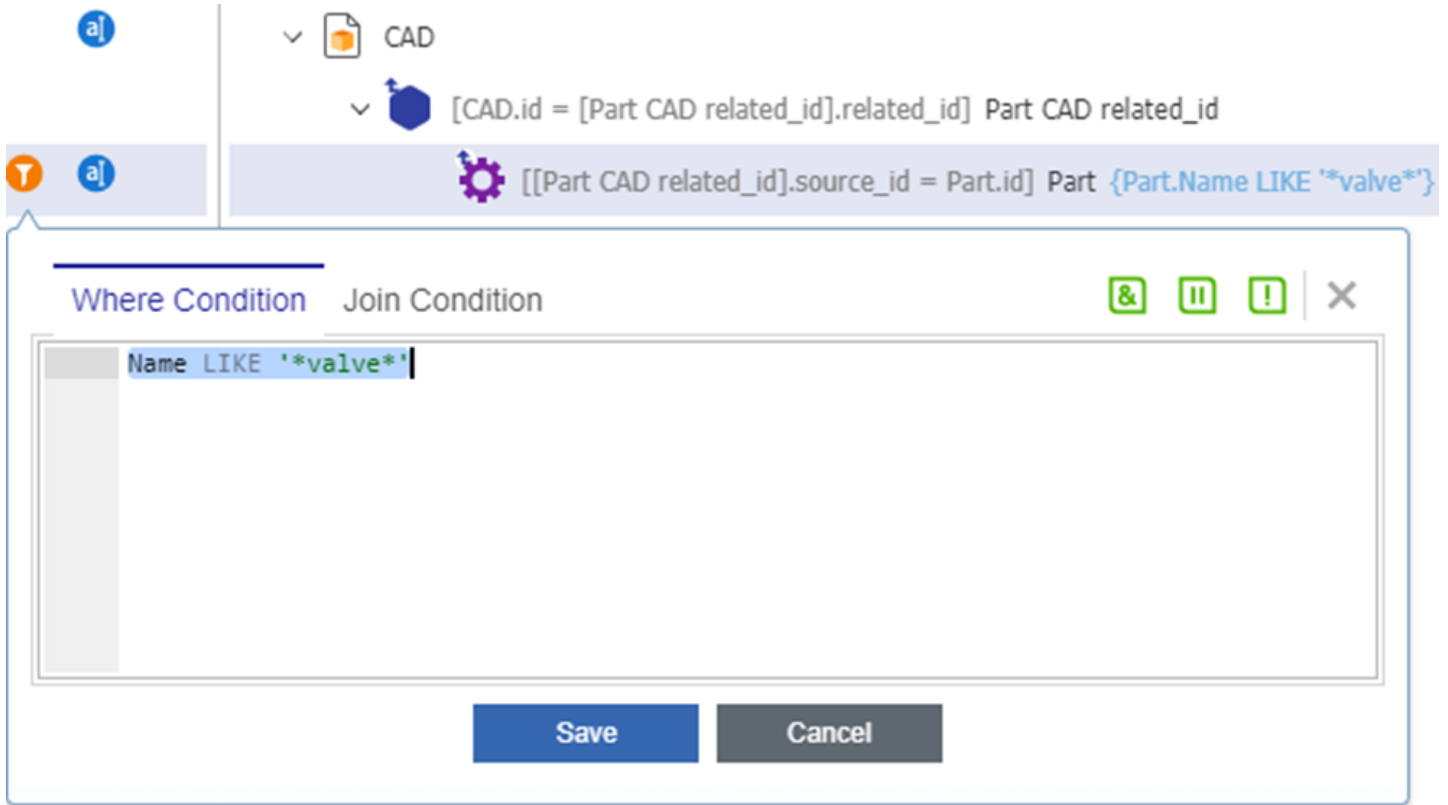 CAD
[CAD.id = [Part CAD related_id].related_id] Part CAD related_id
[[Part CAD related_id].source_id = Part.id] Part {Part.Name LIKE '*valve*'}
Where Condition Join Condition
Name LIKE '*valve*'
Save Cancel